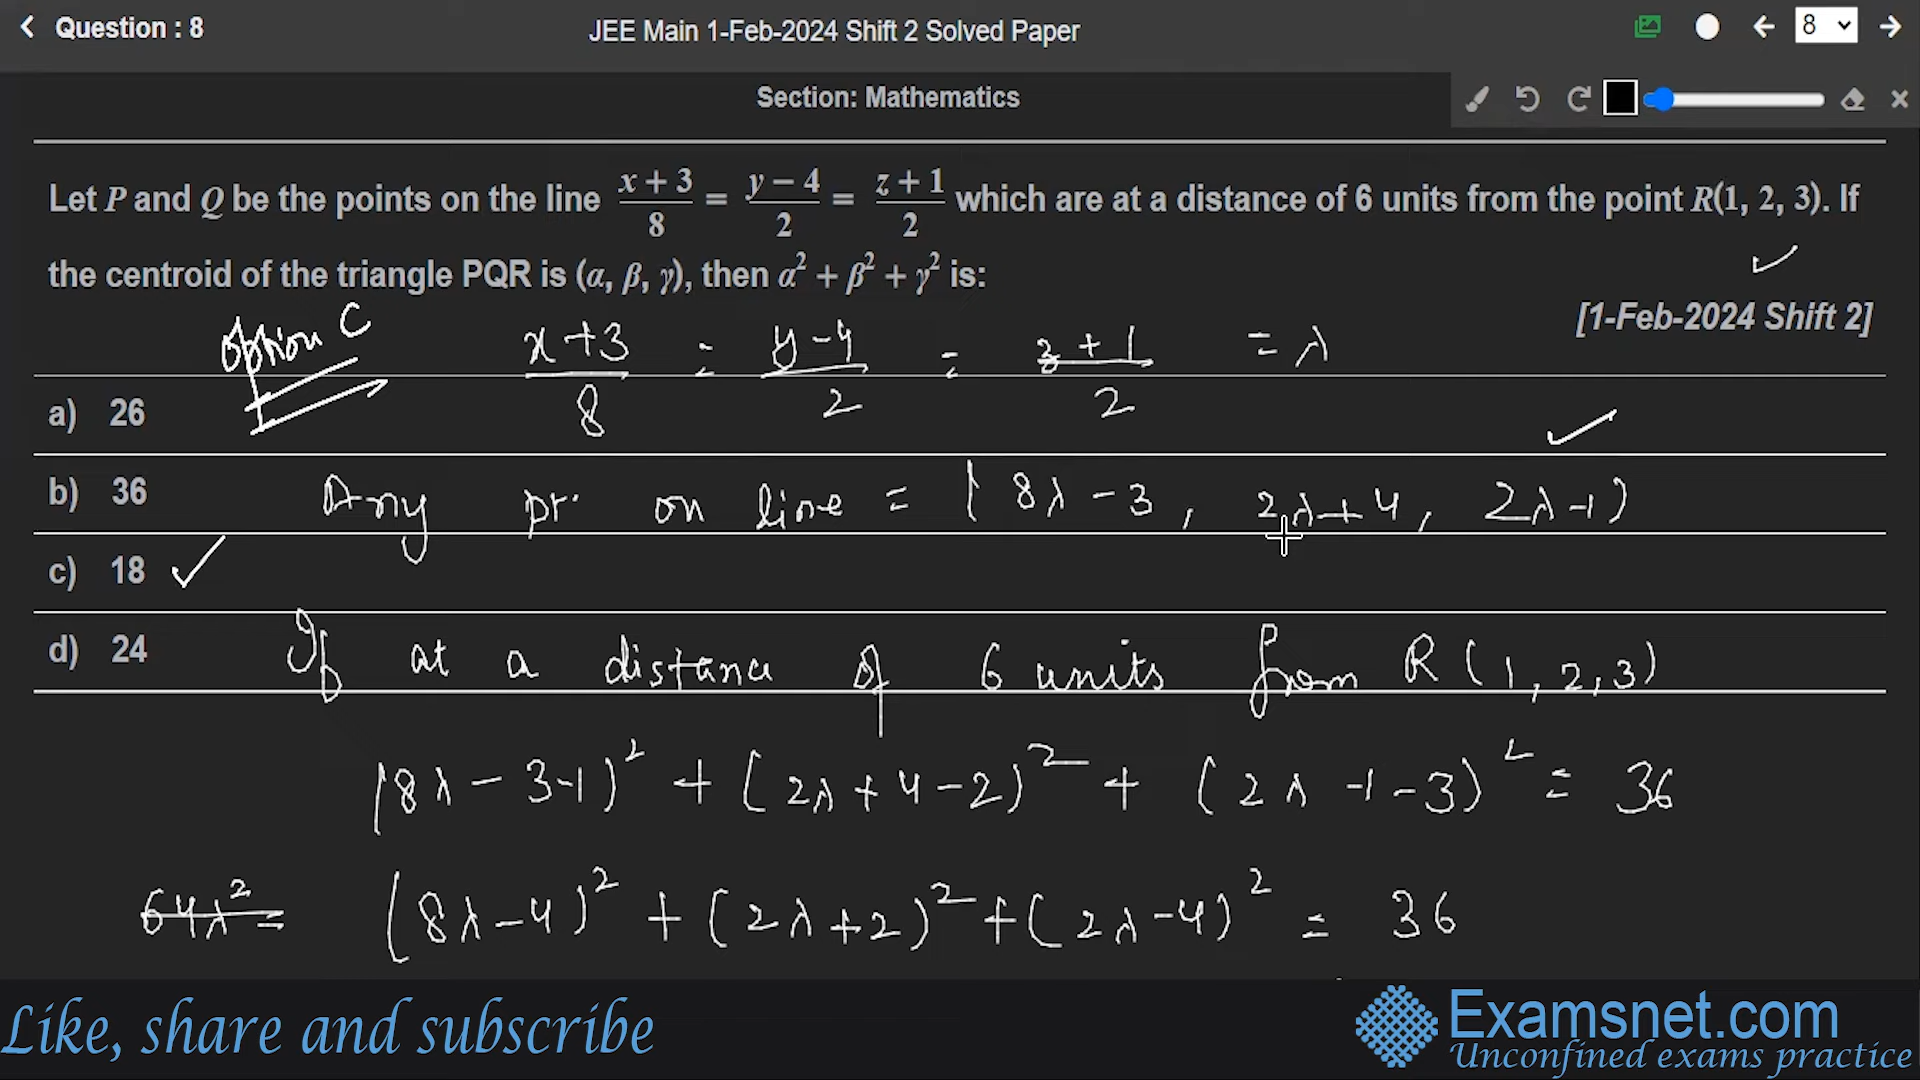 Question : 8
JEE Main 1-Feb-2024 Shift 2 Solved Paper
8
Section: Mathematics
Let P and Q be the points on the line (x + 3)/8 = (y − 4)/2 = (z + 1)/2 which are at a distance of 6 units from the point R(1, 2, 3). If
the centroid of the triangle PQR is (α, β, γ), then α² + β² + γ² is:
[1-Feb-2024 Shift 2]
Option C
(x+3)/8 = (y-4)/2 = (z+1)/2 = λ
a) 26
b) 36
Any pt. on line = (8λ-3, 2λ+4, 2λ-1)
c) 18 ✓
d) 24
If at a distance of 6 units from R(1,2,3)
(8λ-3-1)² + (2λ+4-2)² + (2λ-1-3)² = 36
64λ² = (8λ-4)² + (2λ+2)² + (2λ-4)² = 36
Like, share and subscribe
Examsnet.com
Unconfined exams practice